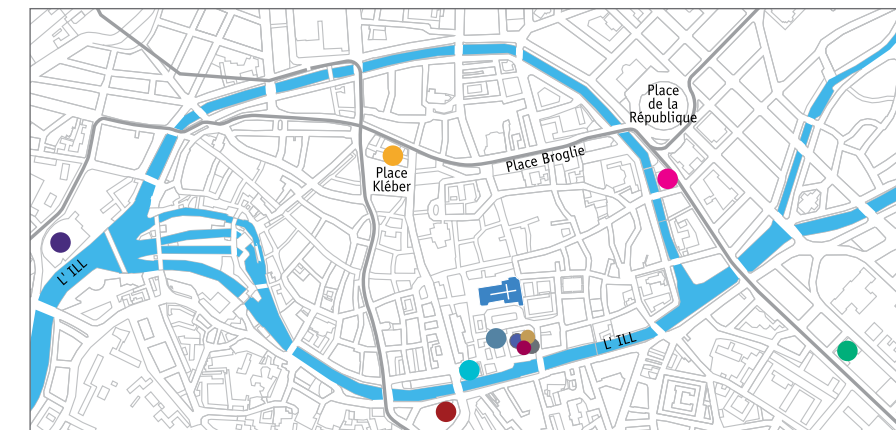 Place
de la
République
Place Broglie
Place
Kléber
L' ILL
L' ILL